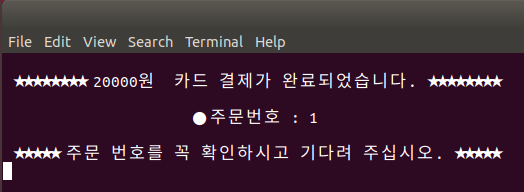 File Edit View Search Terminal Help
★★★★★★★★ 20000원 카드 결제가 완료되었습니다. ★★★★★★★★
●주문번호 : 1
★★★★★ 주문 번호를 꼭 확인하시고 기다려 주십시오. ★★★★★